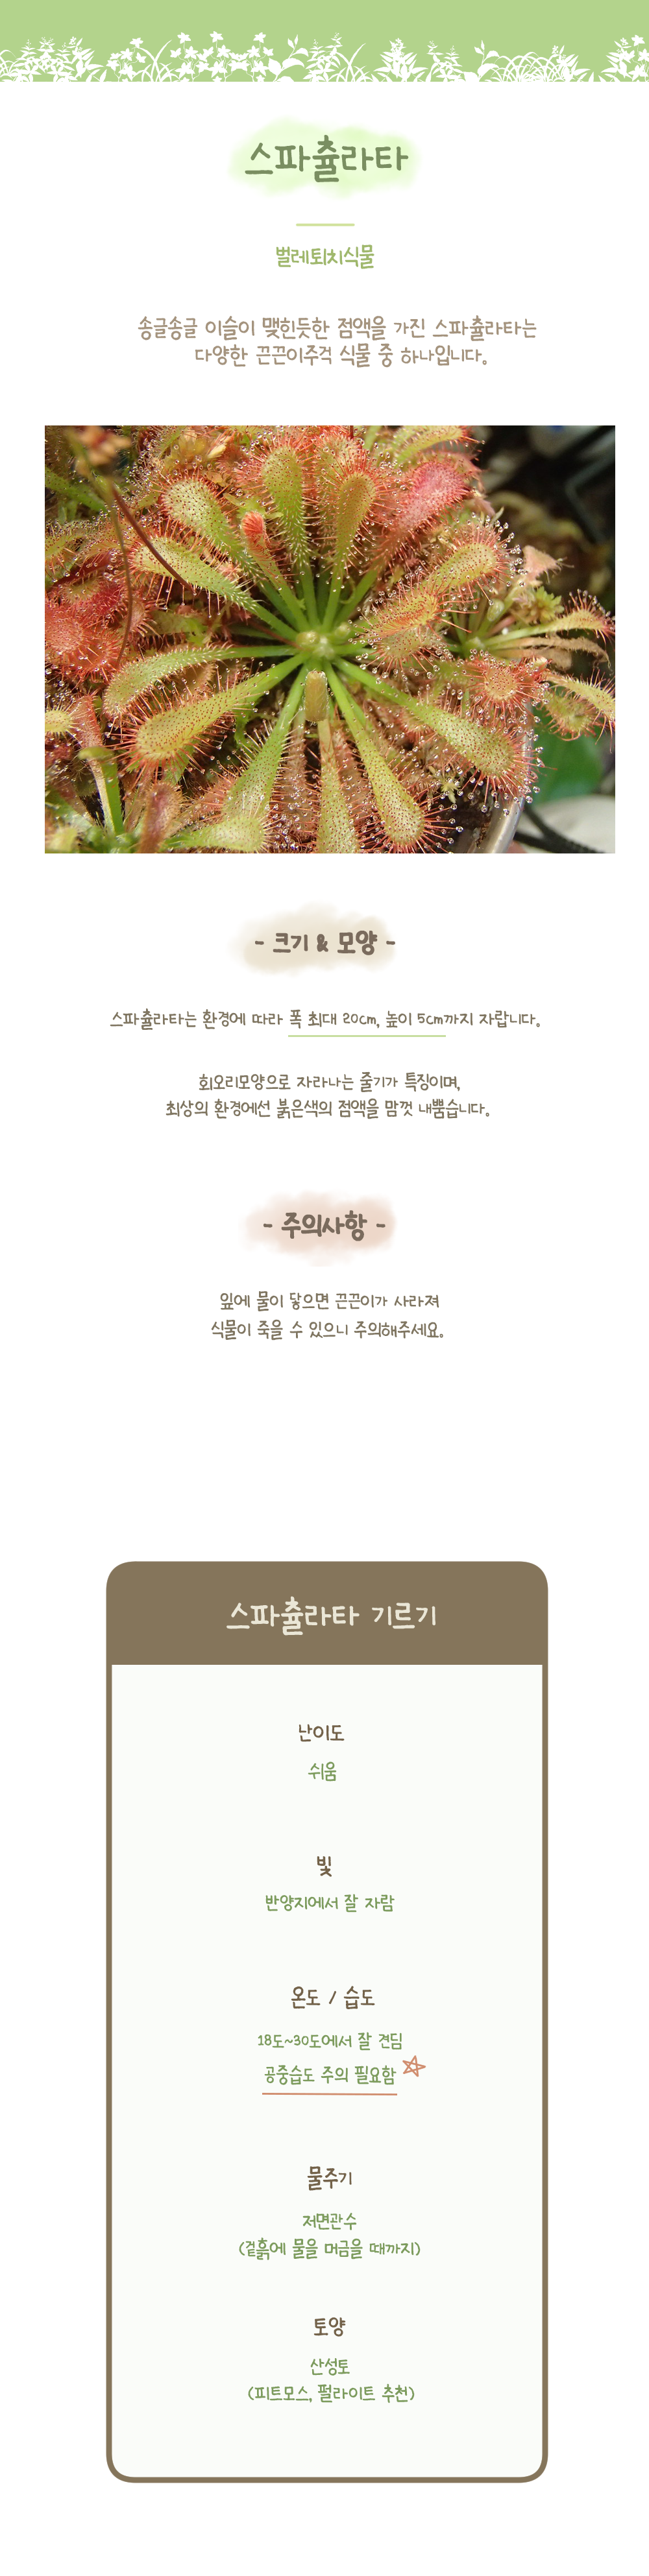 스파츌라타
벌레퇴치식물
송글송글 이슬이 맺힌듯한 점액을 가진 스파츌라타는
다양한 끈끈이주걱 식물 중 하나입니다.
- 크기 & 모양 -
스파츌라타는 환경에 따라 폭 최대 20cm, 높이 5cm까지 자랍니다.
회오리모양으로 자라나는 줄기가 특징이며,
최상의 환경에선 붉은색의 점액을 맘껏 내뿜습니다.
- 주의사항 -
잎에 물이 닿으면 끈끈이가 사라져
식물이 죽을 수 있으니 주의해주세요.
스파츌라타 기르기
난이도
쉬움
빛
반양지에서 잘 자람
온도 / 습도
18도~30도에서 잘 견딤
공중습도 주의 필요함
물주기
저면관수
(겉흙에 물을 머금을 때까지)
토양
산성토
(피트모스, 펄라이트 추천)